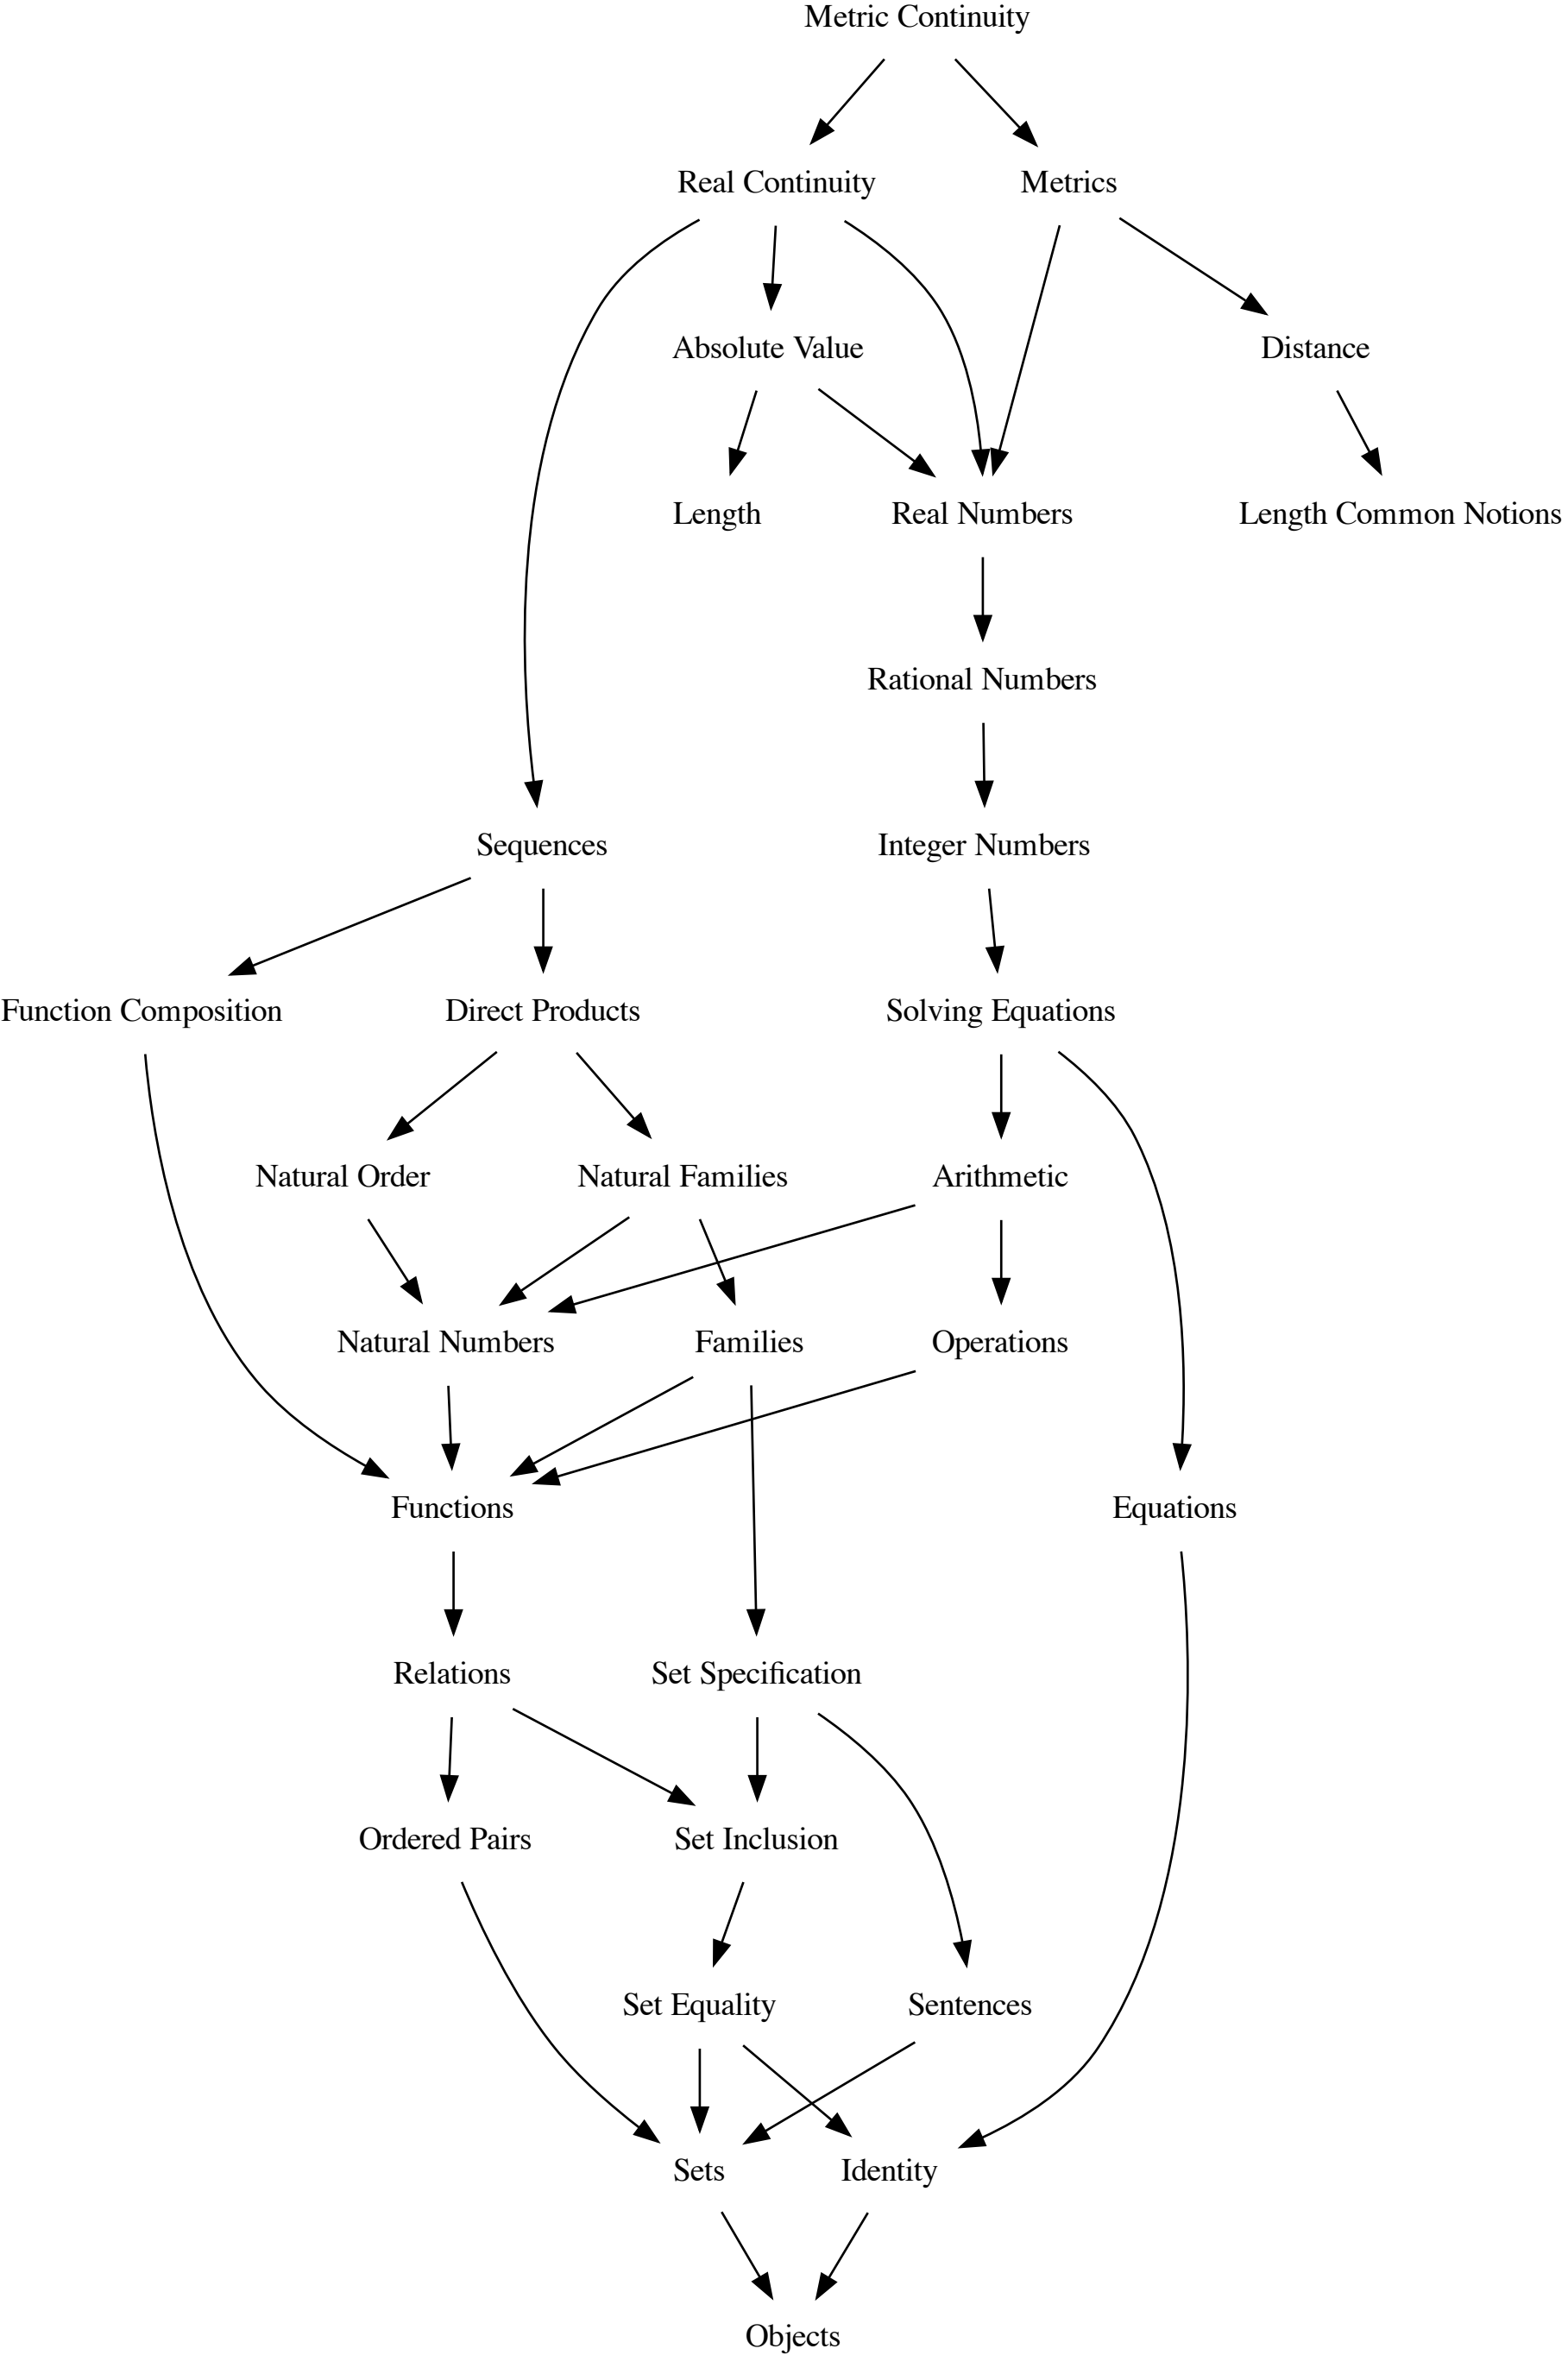 Metric Continuity
Real Continuity
Metrics
Absolute Value
Distance
Length
Real Numbers
Length Common Notions
Rational Numbers
Sequences
Integer Numbers
Function Composition
Direct Products
Solving Equations
Natural Order
Natural Families
Arithmetic
Natural Numbers
Families
Operations
Functions
Equations
Relations
Set Specification
Ordered Pairs
Set Inclusion
Set Equality
Sentences
Sets
Identity
Objects